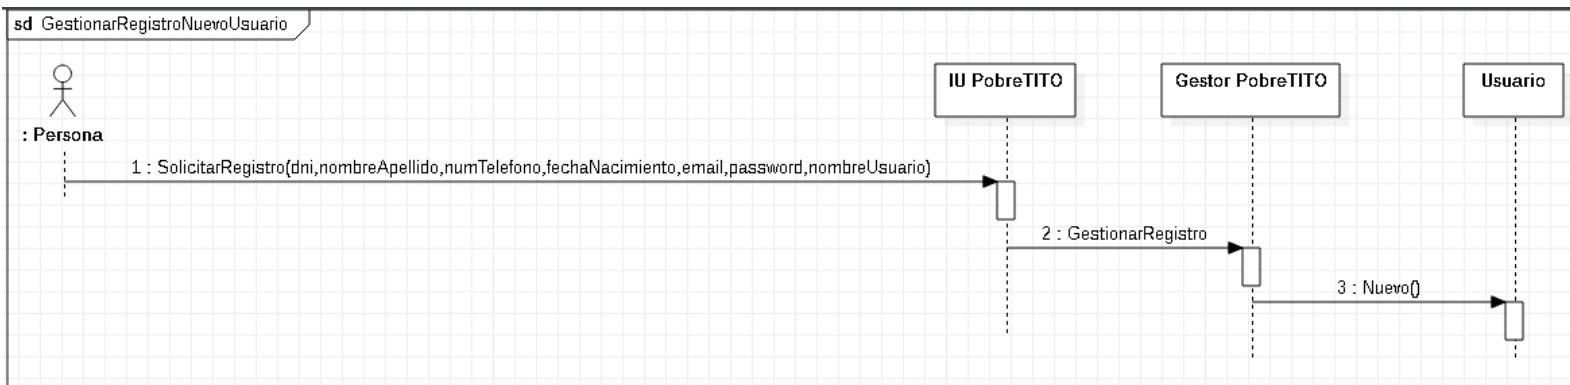 sd GestionarRegistroNuevoUsuario
IU PobreTITO
Gestor PobreTITO
Usuario
: Persona
1 : SolicitarRegistro(dni,nombreApellido,numTelefono,fechaNacimiento,email,password,nombreUsuario)
2 : GestionarRegistro
3 : Nuevo()